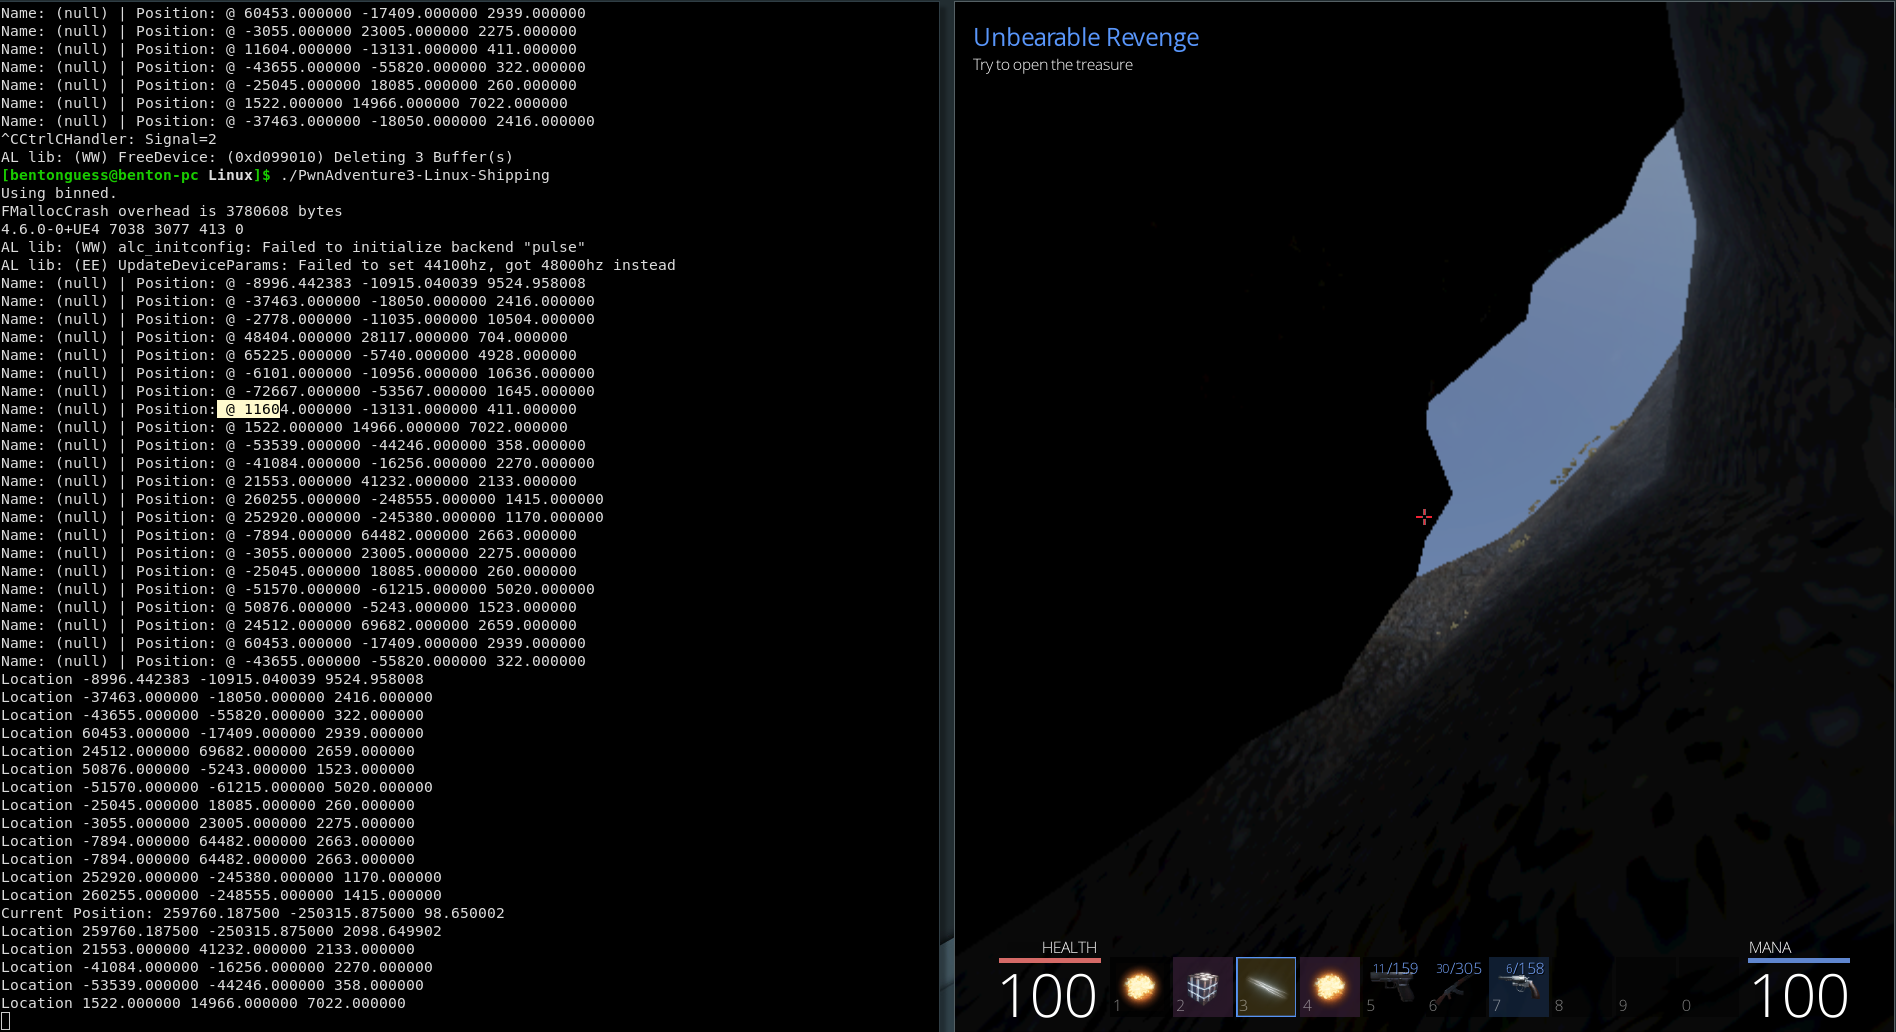 Name: (null) | Position: @ 60453.000000 -17409.000000 2939.000000
Name: (null) | Position: @ -3055.000000 23005.000000 2275.000000
Name: (null) | Position: @ 11604.000000 -13131.000000 411.000000
Name: (null) | Position: @ -43655.000000 -55820.000000 322.000000
Name: (null) | Position: @ -25045.000000 18085.000000 260.000000
Name: (null) | Position: @ 1522.000000 14966.000000 7022.000000
Name: (null) | Position: @ -37463.000000 -18050.000000 2416.000000
^CCtrlCHandler: Signal=2
AL lib: (WW) FreeDevice: (0xd099010) Deleting 3 Buffer(s)
[bentonguess@benton-pc Linux]$ ./PwnAdventure3-Linux-Shipping
Using binned.
FMallocCrash overhead is 3780608 bytes
4.6.0-0+UE4 7038 3077 413 0
AL lib: (WW) alc_initconfig: Failed to initialize backend "pulse"
AL lib: (EE) UpdateDeviceParams: Failed to set 44100hz, got 48000hz instead
Name: (null) | Position: @ -8996.442383 -10915.040039 9524.958008
Name: (null) | Position: @ -37463.000000 -18050.000000 2416.000000
Name: (null) | Position: @ -2778.000000 -11035.000000 10504.000000
Name: (null) | Position: @ 48404.000000 28117.000000 704.000000
Name: (null) | Position: @ 65225.000000 -5740.000000 4928.000000
Name: (null) | Position: @ -6101.000000 -10956.000000 10636.000000
Name: (null) | Position: @ -72667.000000 -53567.000000 1645.000000
Name: (null) | Position: @ 11604.000000 -13131.000000 411.000000
Name: (null) | Position: @ 1522.000000 14966.000000 7022.000000
Name: (null) | Position: @ -53539.000000 -44246.000000 358.000000
Name: (null) | Position: @ -41084.000000 -16256.000000 2270.000000
Name: (null) | Position: @ 21553.000000 41232.000000 2133.000000
Name: (null) | Position: @ 260255.000000 -248555.000000 1415.000000
Name: (null) | Position: @ 252920.000000 -245380.000000 1170.000000
Name: (null) | Position: @ -7894.000000 64482.000000 2663.000000
Name: (null) | Position: @ -3055.000000 23005.000000 2275.000000
Name: (null) | Position: @ -25045.000000 18085.000000 260.000000
Name: (null) | Position: @ -51570.000000 -61215.000000 5020.000000
Name: (null) | Position: @ 50876.000000 -5243.000000 1523.000000
Name: (null) | Position: @ 24512.000000 69682.000000 2659.000000
Name: (null) | Position: @ 60453.000000 -17409.000000 2939.000000
Name: (null) | Position: @ -43655.000000 -55820.000000 322.000000
Location -8996.442383 -10915.040039 9524.958008
Location -37463.000000 -18050.000000 2416.000000
Location -43655.000000 -55820.000000 322.000000
Location 60453.000000 -17409.000000 2939.000000
Location 24512.000000 69682.000000 2659.000000
Location 50876.000000 -5243.000000 1523.000000
Location -51570.000000 -61215.000000 5020.000000
Location -25045.000000 18085.000000 260.000000
Location -3055.000000 23005.000000 2275.000000
Location -7894.000000 64482.000000 2663.000000
Location -7894.000000 64482.000000 2663.000000
Location 252920.000000 -245380.000000 1170.000000
Location 260255.000000 -248555.000000 1415.000000
Current Position: 259760.187500 -250315.875000 98.650002
Location 259760.187500 -250315.875000 2098.649902
Location 21553.000000 41232.000000 2133.000000
Location -41084.000000 -16256.000000 2270.000000
Location -53539.000000 -44246.000000 358.000000
Location 1522.000000 14966.000000 7022.000000
Unbearable Revenge
Try to open the treasure
HEALTH
100
11/159 30/305 6/158
1 2 3 4 5 6 7 8 9 0
MANA
100